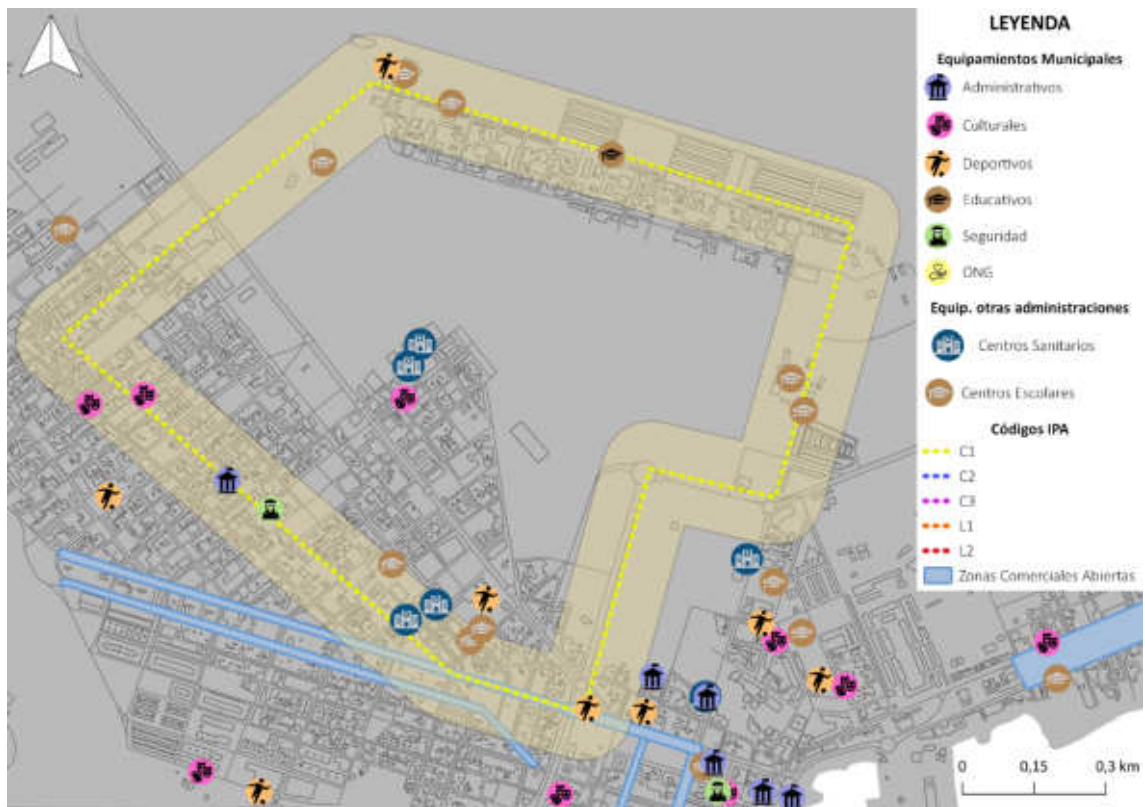 LEYENDA
Equipamientos Municipales
Administrativos
Culturales
Deportivos
Educativos
Seguridad
ONG
Equip. otras administraciones
Centros Sanitarios
Centros Escolares
Códigos IPA
C1
C2
C3
L1
L2
Zonas Comerciales Abiertas
0 0,15 0,3 km